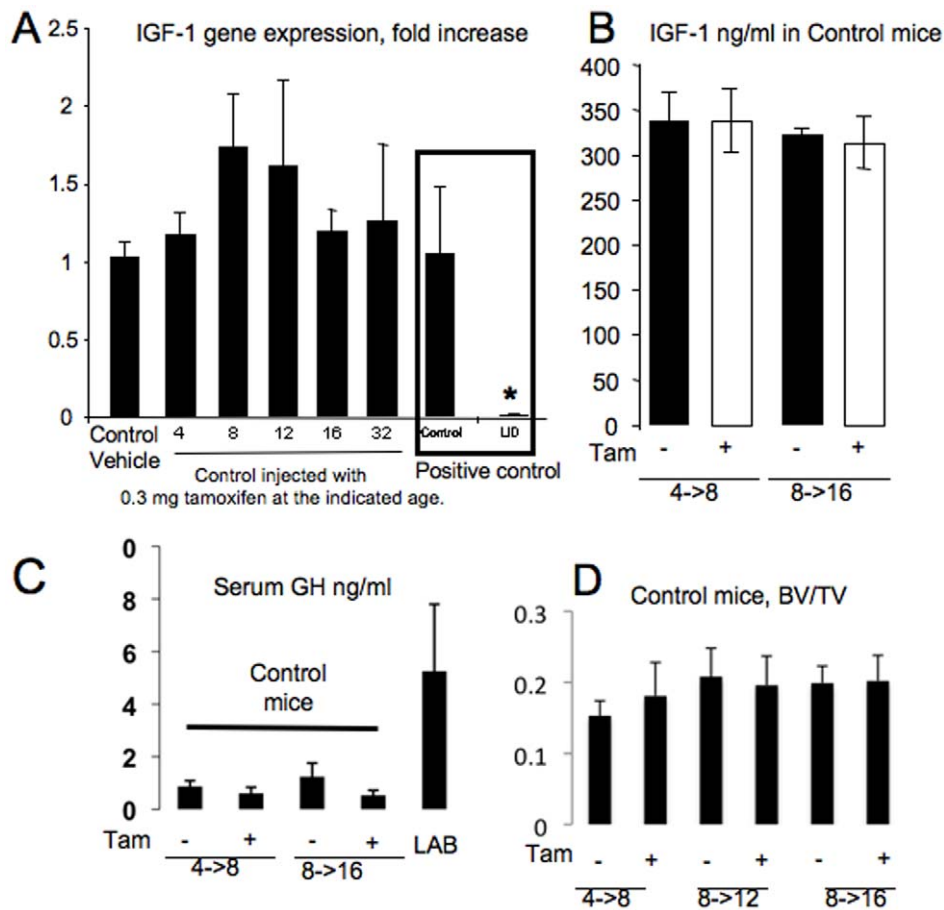 A
IGF-1 gene expression, fold increase
2.5
2
1.5
1
0.5
0
*
Control
Vehicle
4 8 12 16 32
Control LID
Control injected with
0.3 mg tamoxifen at the indicated age.
Positive control
B
IGF-1 ng/ml in Control mice
400
350
300
250
200
150
100
50
0
Tam - + - +
4->8 8->16
C
Serum GH ng/ml
0
8
6
4
2
0
Control
mice
Tam - + - + LAB
4->8 8->16
D
Control mice, BV/TV
0.3
0.2
0.1
0
Tam - + - + - +
4->8 8->12 8->16